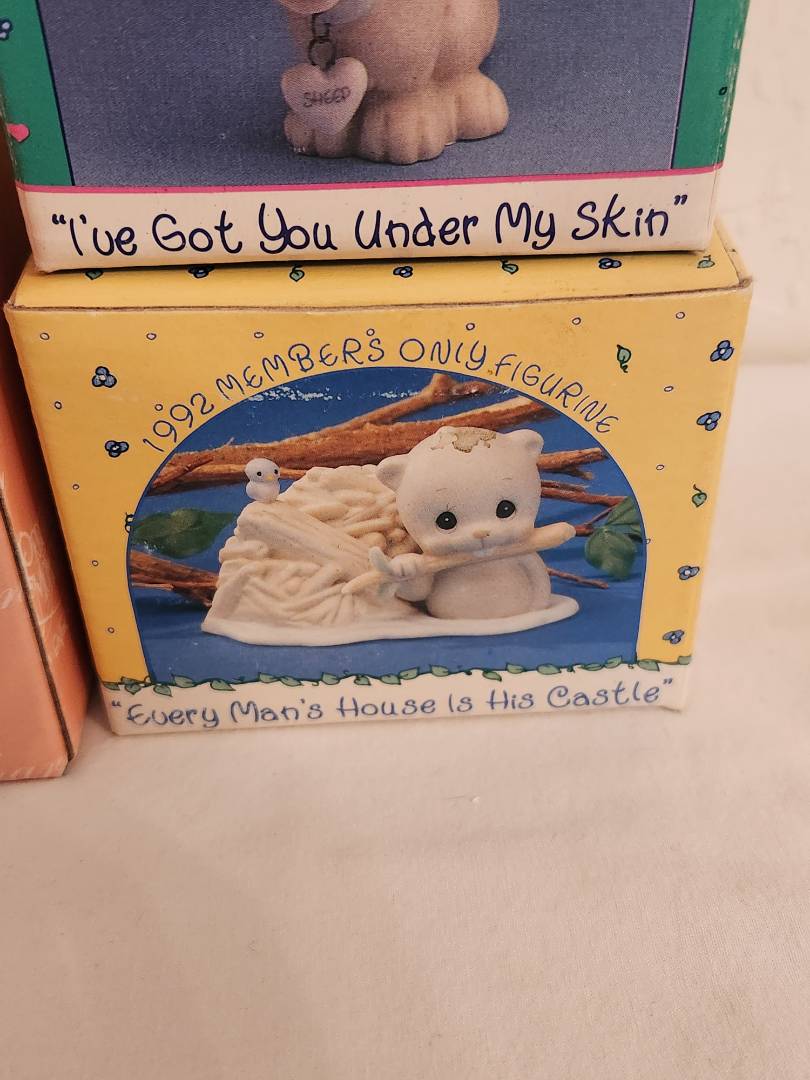 SHEEP
"I've Got You Under My Skin"
1992 MEMBER'S ONLY FIGURINE
"Every Man's House Is His Castle"